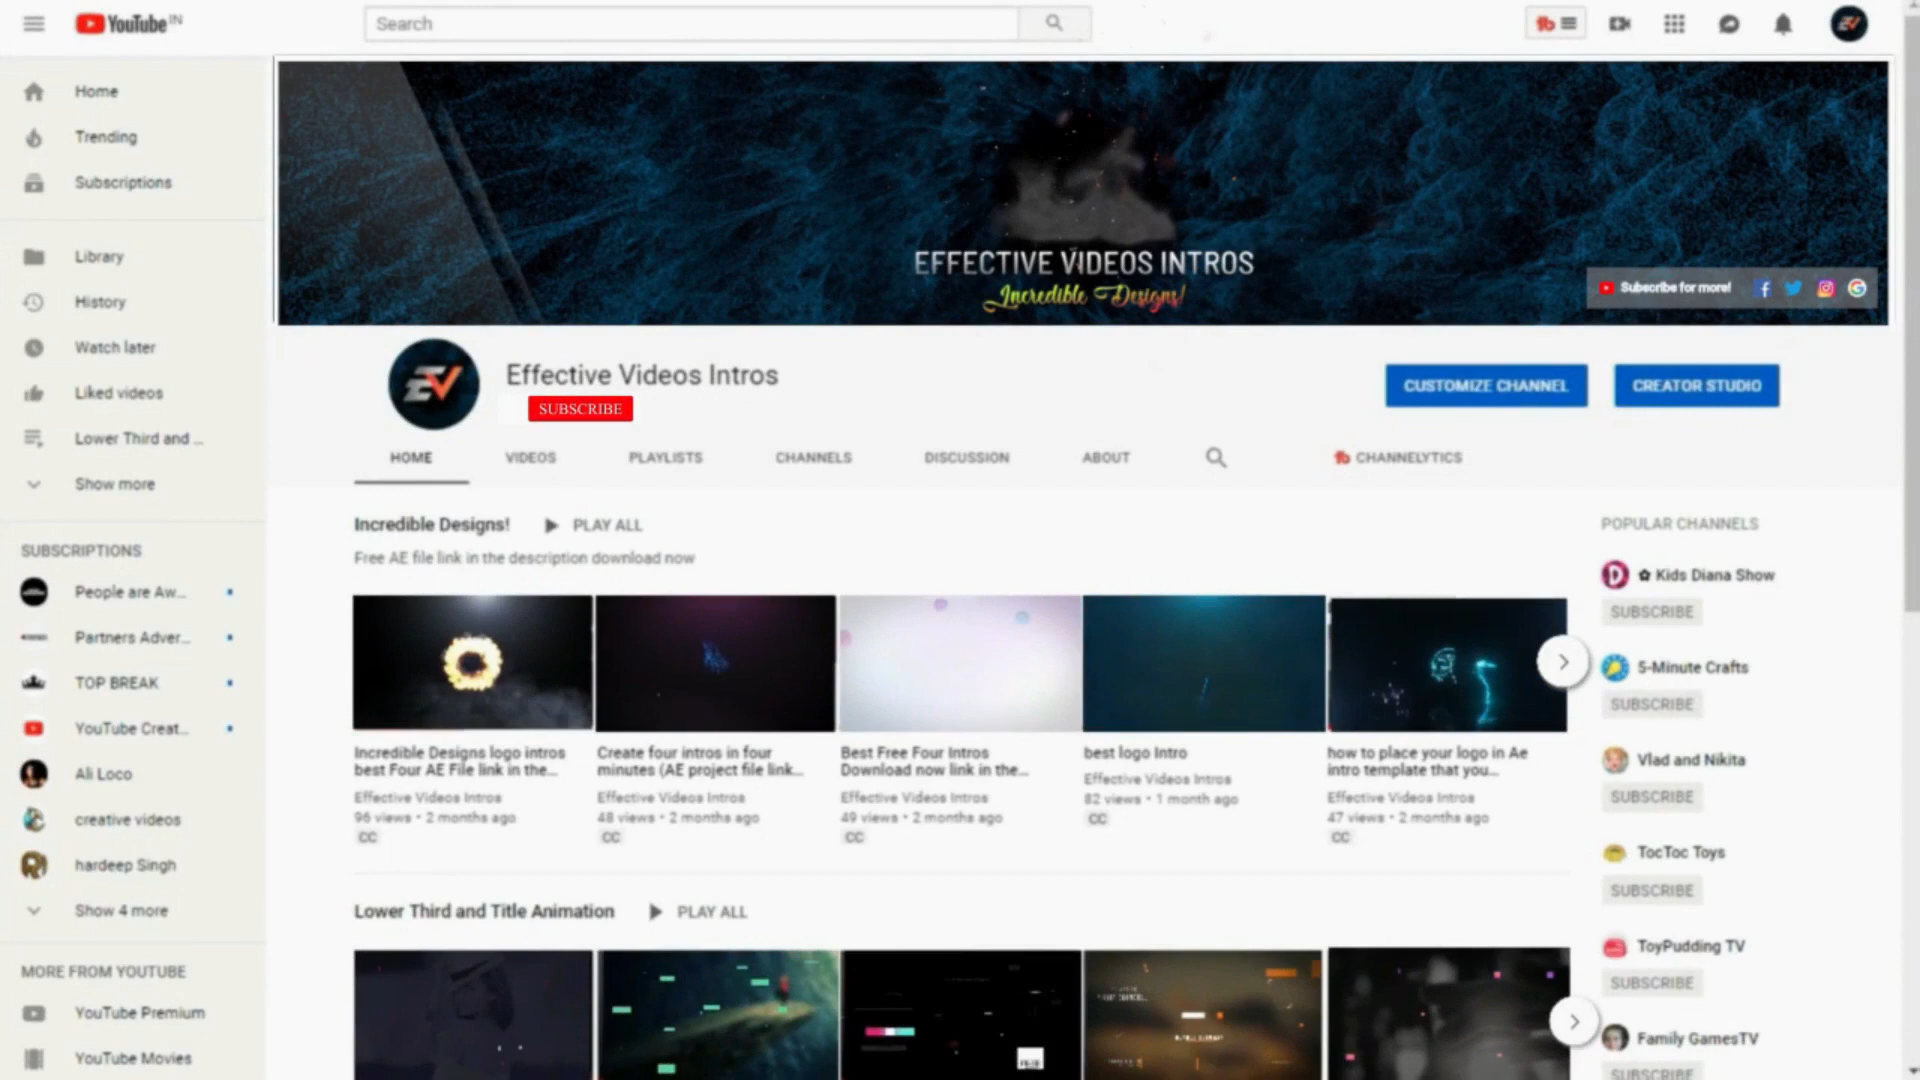 YouTube IN
Search
Home
Trending
Subscriptions
Library
History
Watch later
Liked videos
Lower Third and ...
Show more
SUBSCRIPTIONS
People are Aw...
Partners Adver...
TOP BREAK
YouTube Creat...
Ali Loco
creative videos
hardeep Singh
Show 4 more
MORE FROM YOUTUBE
YouTube Premium
YouTube Movies
EFFECTIVE VIDEOS INTROS
Incredible Designs!
Subscribe for more!
EV
Effective Videos Intros
SUBSCRIBE
CUSTOMIZE CHANNEL
CREATOR STUDIO
HOME
VIDEOS
PLAYLISTS
CHANNELS
DISCUSSION
ABOUT
CHANNELYTICS
Incredible Designs!
PLAY ALL
Free AE file link in the description download now
Incredible Designs logo intros
best Four AE File link in the...
Effective Videos Intros
96 views • 2 months ago
CC
Create four intros in four
minutes (AE project file link...
Effective Videos Intros
48 views • 2 months ago
CC
Best Free Four Intros
Download now link in the...
Effective Videos Intros
49 views • 2 months ago
CC
best logo Intro
Effective Videos Intros
82 views • 1 month ago
CC
how to place your logo in Ae
intro template that you...
Effective Videos Intros
47 views • 2 months ago
CC
Lower Third and Title Animation
PLAY ALL
POPULAR CHANNELS
✿ Kids Diana Show
SUBSCRIBE
5-Minute Crafts
SUBSCRIBE
Vlad and Nikita
SUBSCRIBE
TocToc Toys
SUBSCRIBE
ToyPudding TV
SUBSCRIBE
Family GamesTV
SUBSCRIBE